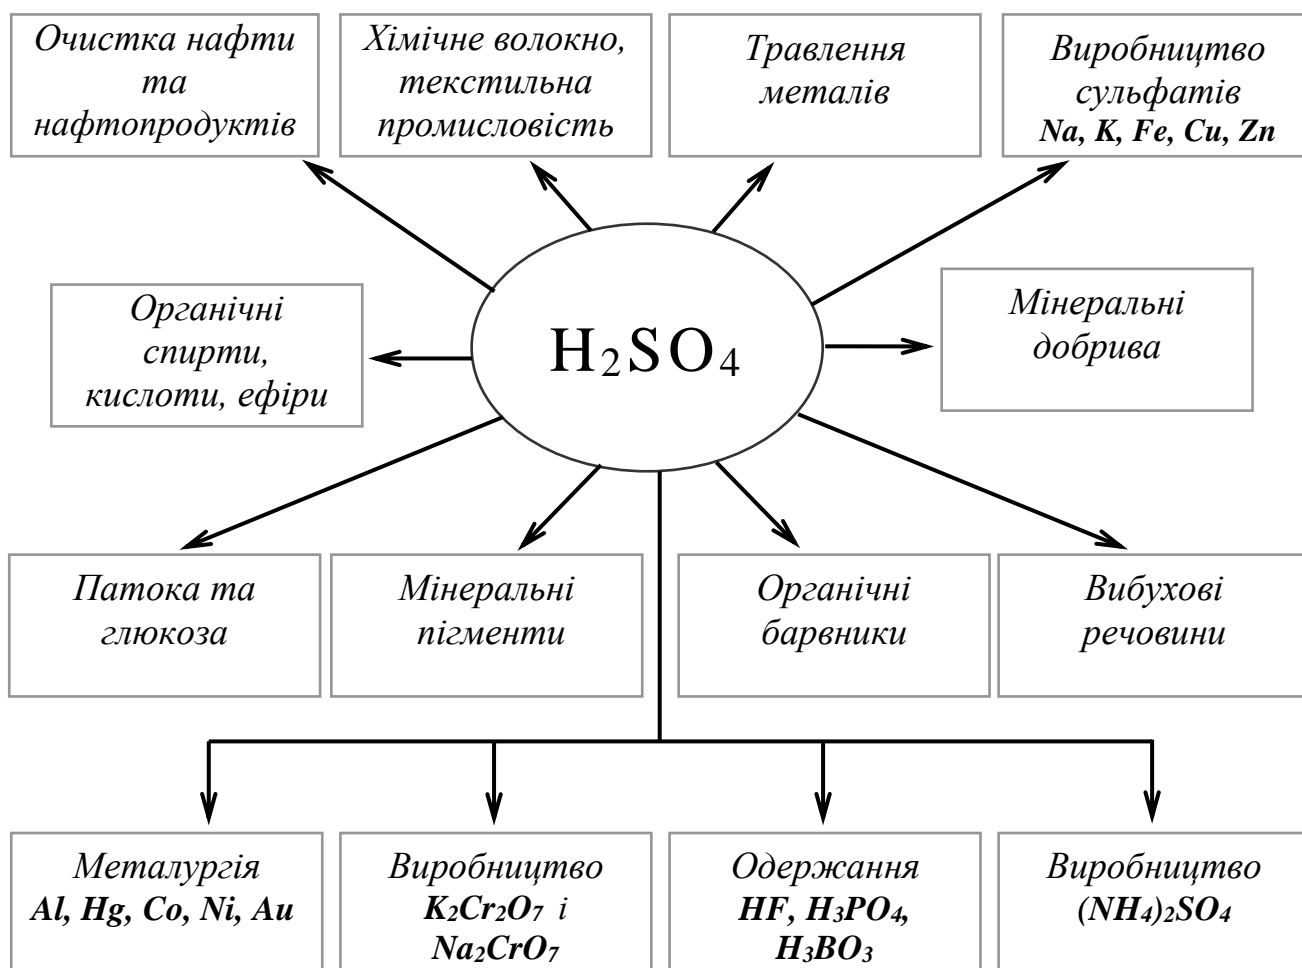 Очистка нафти
та
нафтопродуктів
Хімічне волокно,
текстильна
промисловість
Травлення
металів
Виробництво
сульфатів
Na, K, Fe, Cu, Zn
Органічні
спирти,
кислоти, ефіри
H₂SO₄
Мінеральні
добрива
Патока та
глюкоза
Мінеральні
пігменти
Органічні
барвники
Вибухові
речовини
Металургія
Al, Hg, Co, Ni, Au
Виробництво
K₂Cr₂O₇ і
Na₂CrO₇
Одержання
HF, H₃PO₄,
H₃BO₃
Виробництво
(NH₄)₂SO₄